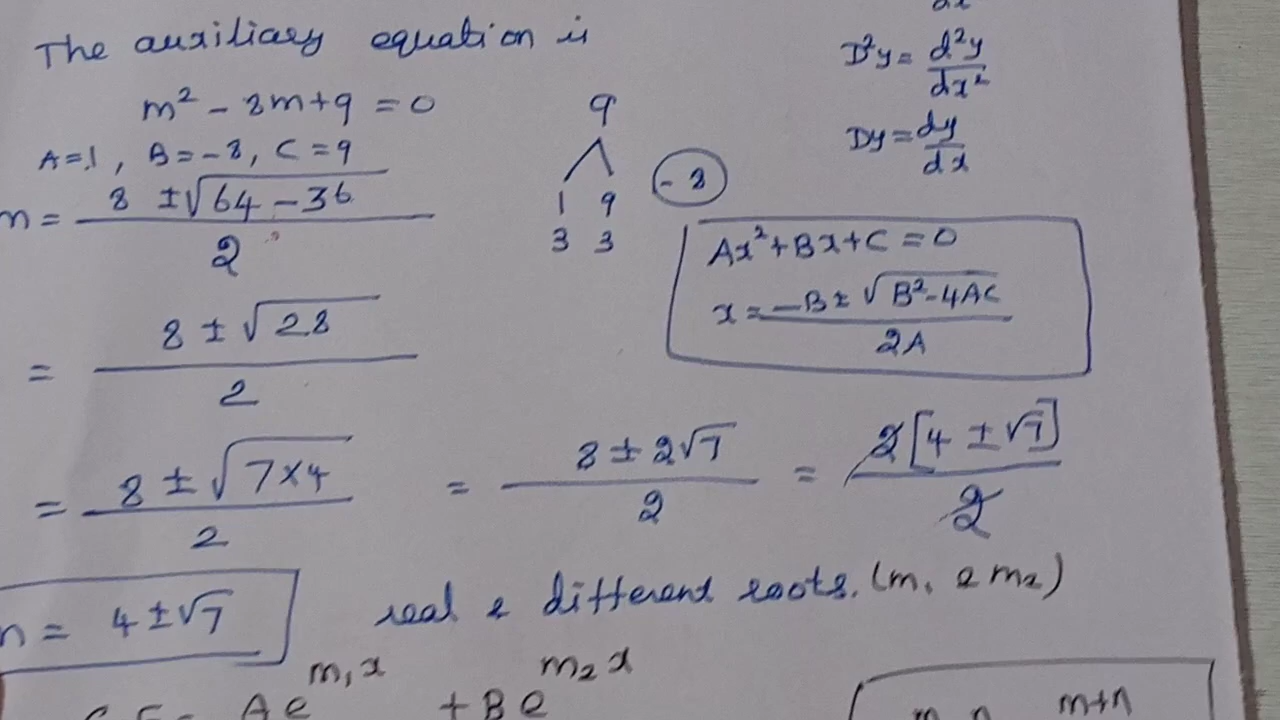 The auxiliary equation is
m² - 8m + 9 = 0
A=1, B=-8, C=9
m = (8 ± √(64 - 36)) / 2
= (8 ± √28) / 2
= (8 ± √(7×4)) / 2 = (8 ± 2√7) / 2 = 2[4 ± √7] / 2
m = 4 ± √7 real & different roots. (m₁ & m₂)
C.F = Ae^(m₁x) + Be^(m₂x)
9
1 9
3 3
-8
D²y = d²y/dx²
Dy = dy/dx
Ax² + Bx + C = 0
x = (-B ± √(B² - 4AC)) / 2A
m+n